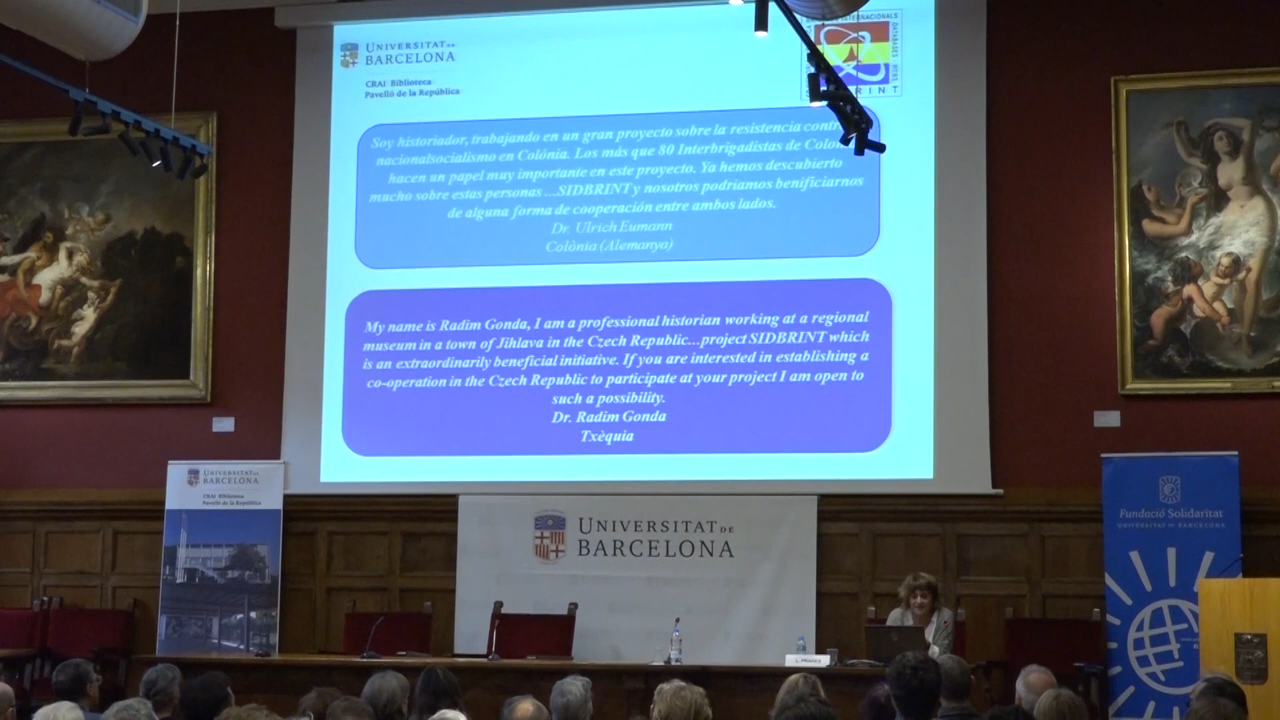 UNIVERSITAT DE
BARCELONA
CRAI Biblioteca
Pavelló de la República
INTERNACIONALS
DATABASES
Soy historiador, trabajando en un gran proyecto sobre la resistencia
nacionalsocialismo en Colónia. Los más que 80 Interbrigadistas de
hacen un papel muy importante en este proyecto. Ya hemos descubierto
mucho sobre estas personas ...SIDBRINT y nosotros podriamos benificiarnos
de alguna forma de cooperación entre ambos lados.
Dr. Ulrich Eumann
Colònia (Alemanya)
My name is Radim Gonda, I am a professional historian working at a regional
museum in a town of Jihlava in the Czech Republic...project SIDBRINT which
is an extraordinarily beneficial initiative. If you are interested in establishing a
co-operation in the Czech Republic to participate at your project I am open to
such a possibility.
Dr. Radim Gonda
Txèquia
UNIVERSITAT DE
BARCELONA
CRAI Biblioteca
Pavelló de la República
UNIVERSITAT DE
BARCELONA
Fundació Solidaritat
UNIVERSITAT DE BARCELONA